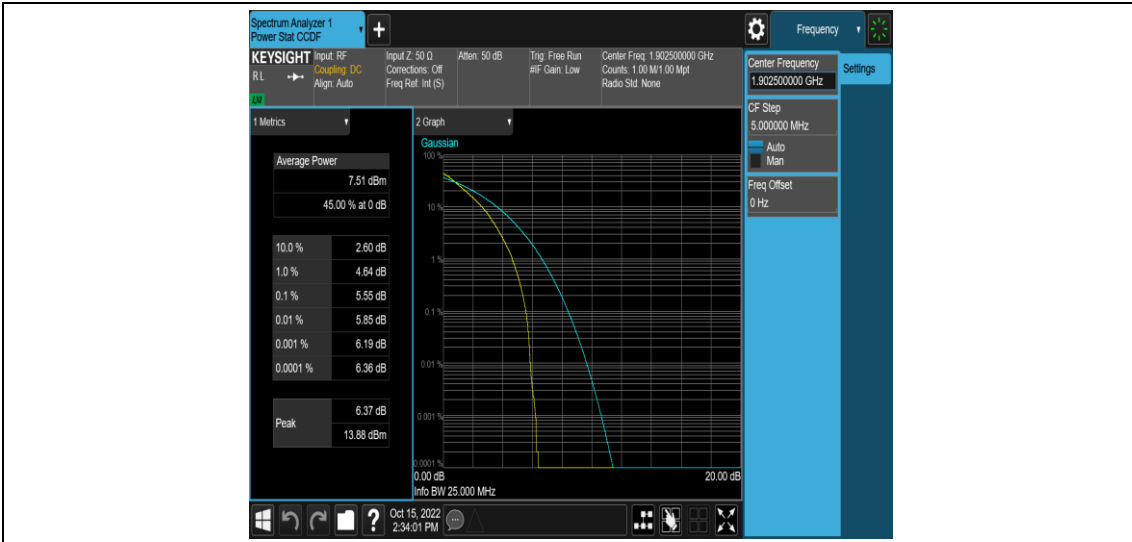 Spectrum Analyzer 1
Power Stat CCDF
+
Frequency
KEYSIGHT
R L
LXI
Input: RF
Coupling: DC
Align: Auto
Input Z: 50 Ω
Corrections: Off
Freq Ref: Int (S)
Atten: 50 dB
Trig: Free Run
#IF Gain: Low
Center Freq: 1.902500000 GHz
Counts: 1.00 M/1.00 Mpt
Radio Std: None
Center Frequency
1.902500000 GHz
Settings
CF Step
5.000000 MHz
Auto
Man
Freq Offset
0 Hz
1 Metrics
Average Power
7.51 dBm
45.00 % at 0 dB
10.0 % 2.60 dB
1.0 % 4.64 dB
0.1 % 5.55 dB
0.01 % 5.85 dB
0.001 % 6.19 dB
0.0001 % 6.36 dB
Peak
6.37 dB
13.88 dBm
2 Graph
Gaussian
100 %
10 %
1 %
0.1 %
0.01 %
0.001 %
0.0001 %
0.00 dB 20.00 dB
Info BW 25.000 MHz
?
Oct 15, 2022
2:34:01 PM